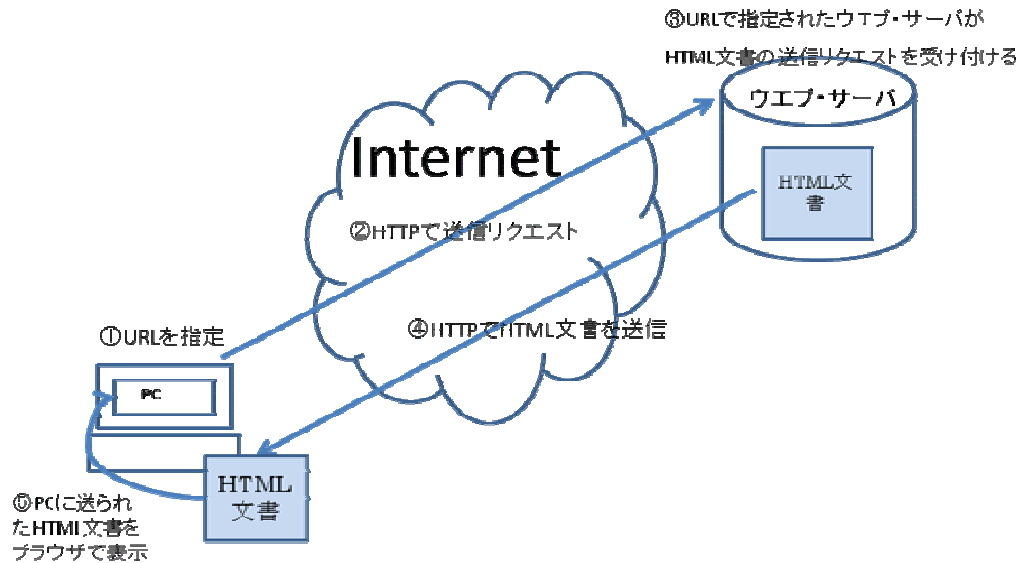 ③URLで指定されたウエブ・サーバが
HTML文書の送信リクエストを受け付ける
ウエブ・サーバ
HTML文
書
Internet
②HTTPで送信リクエスト
④HTTPでHTML文書を送信
①URLを指定
PC
HTML
文書
⑤PCに送られ
たHTML文書を
ブラウザで表示